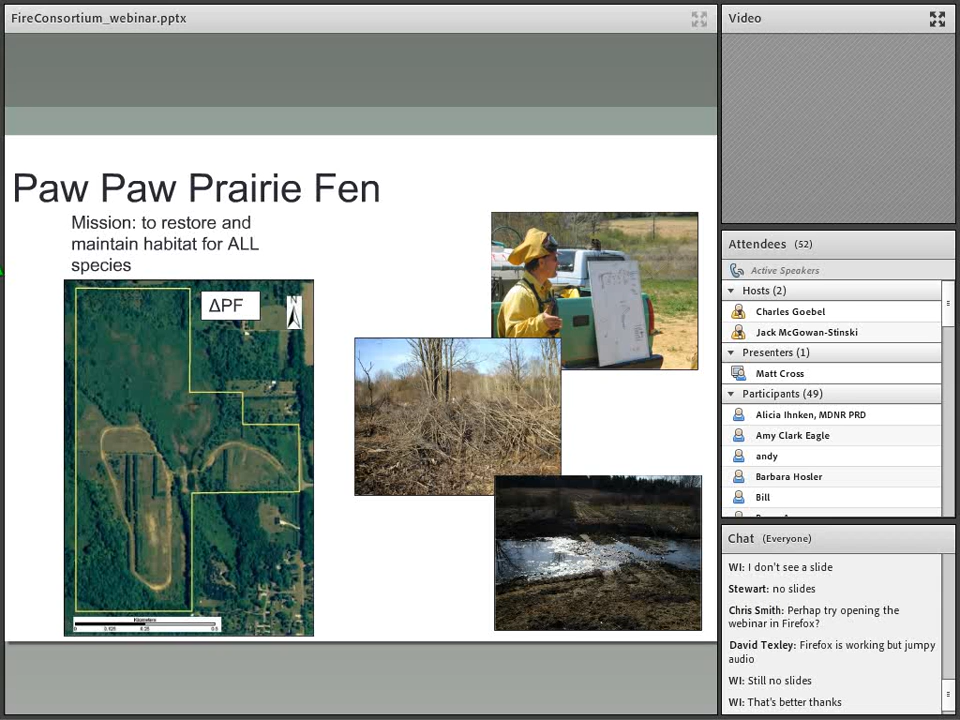 FireConsortium_webinar.pptx
Paw Paw Prairie Fen
Mission: to restore and
maintain habitat for ALL
species
ΔPF
N
Kilometers
Video
Attendees (52)
Active Speakers
Hosts (2)
Charles Goebel
Jack McGowan-Stinski
Presenters (1)
Matt Cross
Participants (49)
Alicia Ihnken, MDNR PRD
Amy Clark Eagle
andy
Barbara Hosler
Bill
Chat (Everyone)
WI: I don't see a slide
Stewart: no slides
Chris Smith: Perhap try opening the
webinar in Firefox?
David Texley: Firefox is working but jumpy
audio
WI: Still no slides
WI: That's better thanks